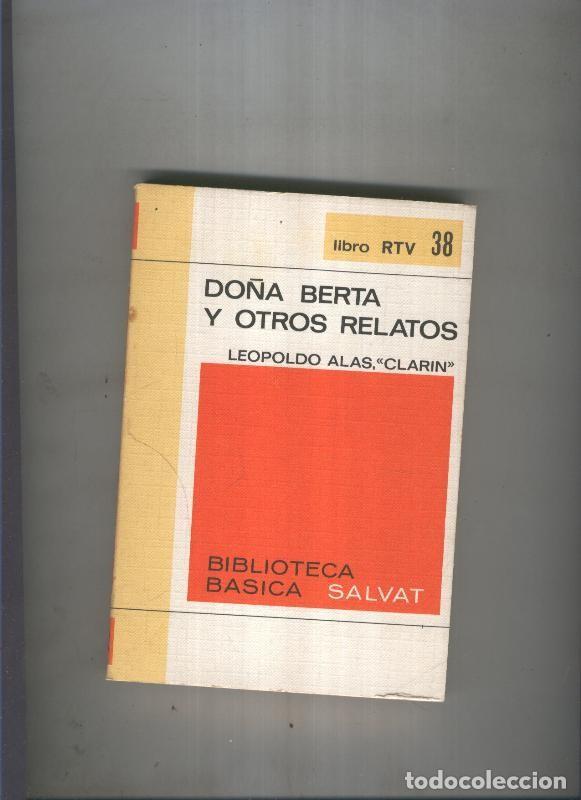 libro RTV 38
DOÑA BERTA
Y OTROS RELATOS
LEOPOLDO ALAS, «CLARIN»
BIBLIOTECA
BASICA SALVAT
todocoleccion